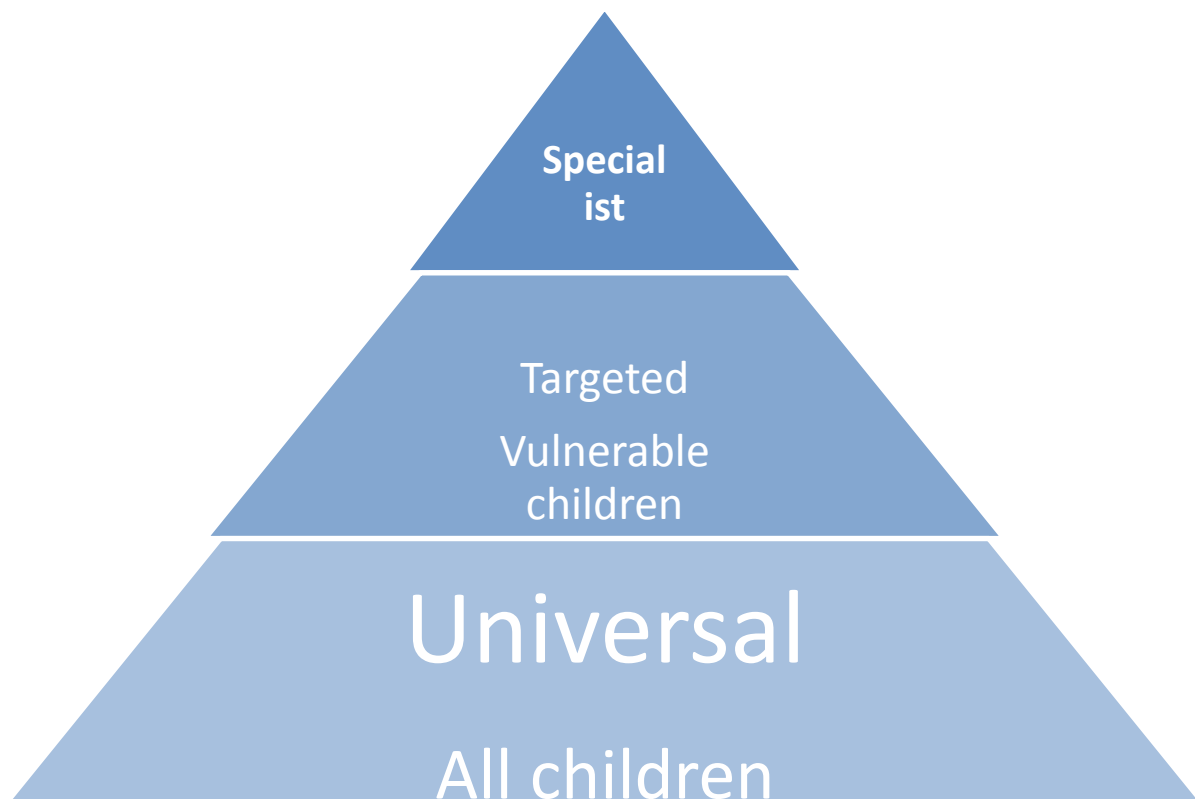 Special
ist
Targeted
Vulnerable
children
Universal
All children